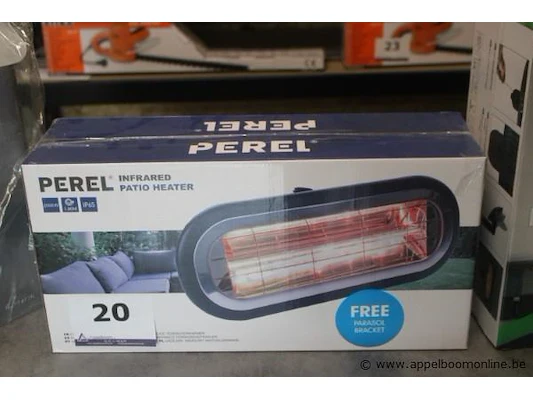 23
PEREL
PEREL
PEREL INFRARED
PATIO HEATER
IP65
20
FREE
PARASOL
BRACKET
© www.appelboomonline.be